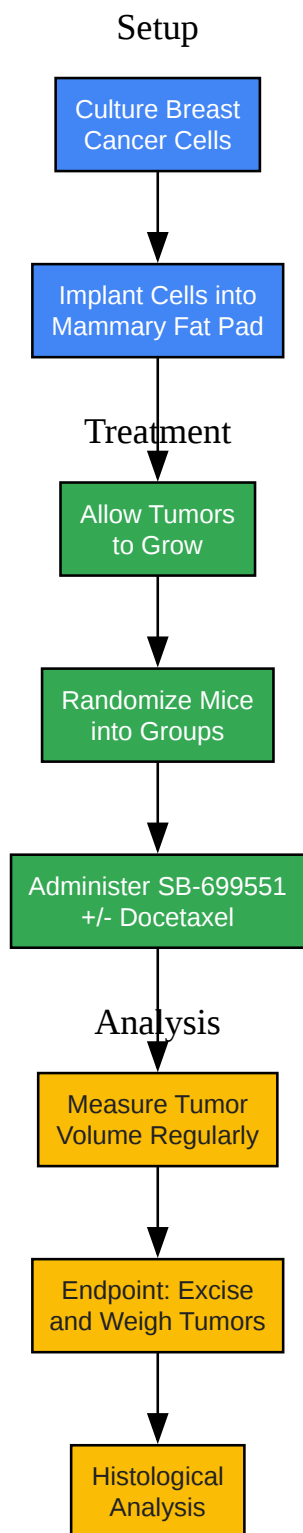 Setup
Culture Breast
Cancer Cells
Implant Cells into
Mammary Fat Pad
Treatment
Allow Tumors
to Grow
Randomize Mice
into Groups
Administer SB-699551
+/- Docetaxel
Analysis
Measure Tumor
Volume Regularly
Endpoint: Excise
and Weigh Tumors
Histological
Analysis